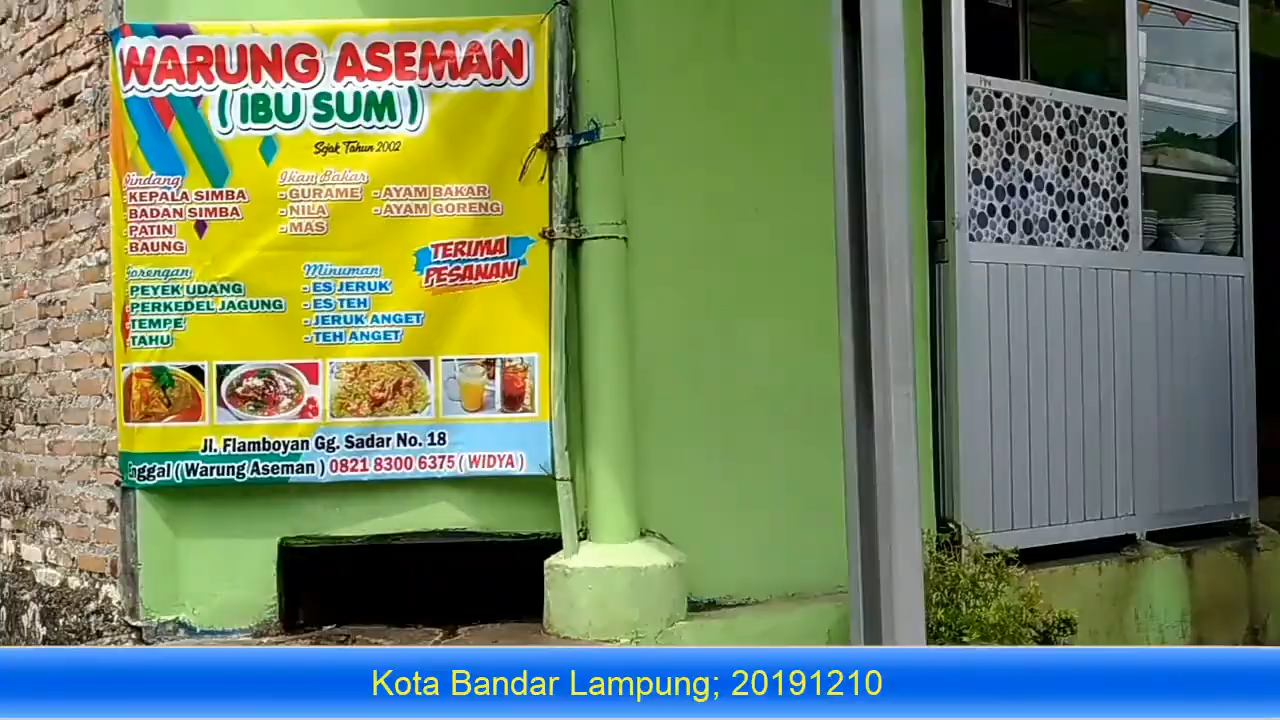 WARUNG ASEMAN
( IBU SUM )
Sejak Tahun 2002
Pindang
- KEPALA SIMBA
- BADAN SIMBA
- PATIN
- BAUNG
Ikan Bakar
- GURAME
- NILA
- MAS
- AYAM BAKAR
- AYAM GORENG
TERIMA
PESANAN
Gorengan
- PEYEK UDANG
- PERKEDEL JAGUNG
- TEMPE
- TAHU
Minuman
- ES JERUK
- ES TEH
- JERUK ANGET
- TEH ANGET
Jl. Flamboyan Gg. Sadar No. 18
( Warung Aseman ) 0821 8300 6375 ( WIDYA )
Kota Bandar Lampung; 20191210